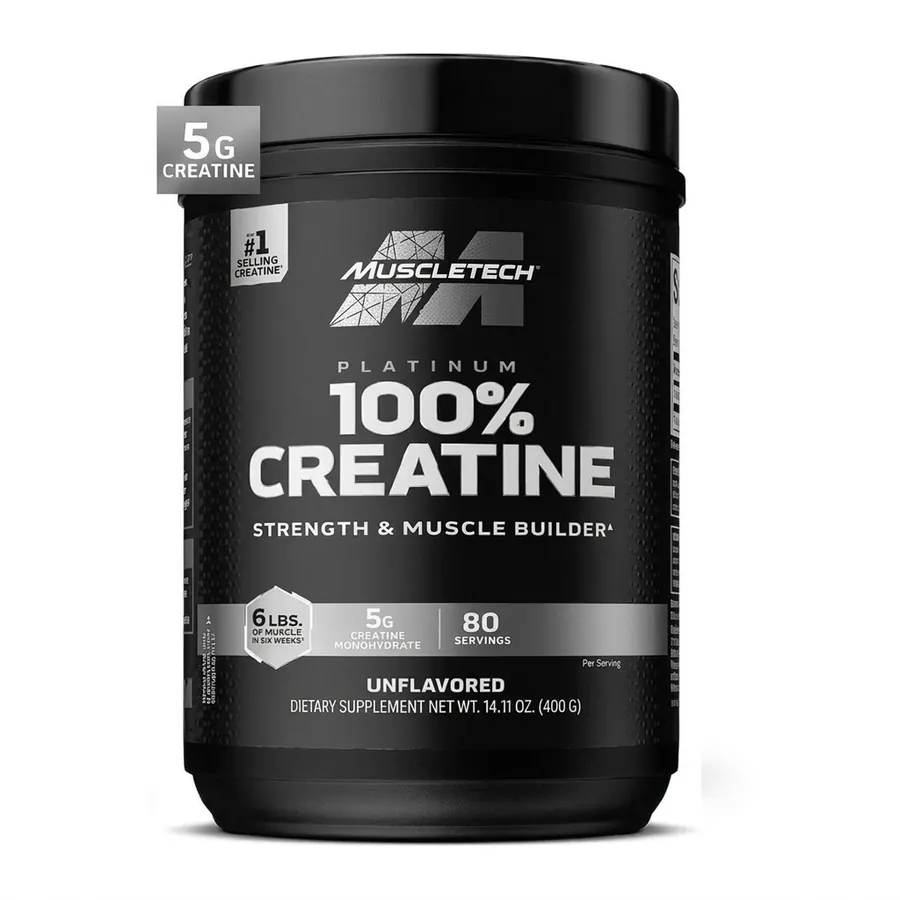 5G
CREATINE
#1
SELLING
CREATINE†
MUSCLETECH®
PLATINUM
100%
CREATINE
STRENGTH & MUSCLE BUILDER▲
6 LBS.
OF MURCLE
IN SIX WEEKS‡
5G
CREATINE
MONOHYDRATE
80
SERVINGS
Per Serving
UNFLAVORED
DIETARY SUPPLEMENT NET WT. 14.11 OZ. (400 G)